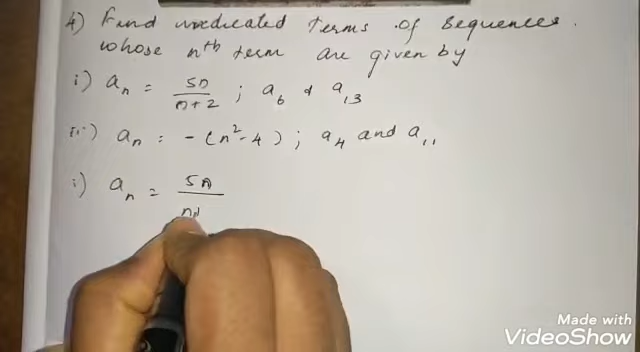 4) Find indicated terms of sequences.
whose nth term are given by
i) aₙ = 5n/n+2 ; a₆ & a₁₃
ii) aₙ = -(n²-4) ; a₄ and a₁₁
i) aₙ = 5n/n+
Made with
VideoShow